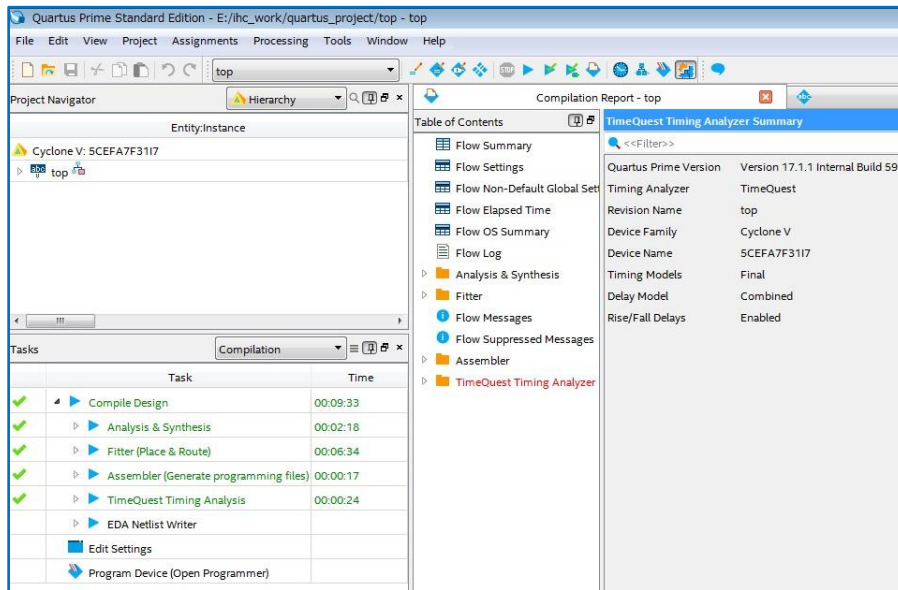 Quartus Prime Standard Edition - E:/ihc_work/quartus_project/top - top
File Edit View Project Assignments Processing Tools Window Help
top
Project Navigator
Hierarchy
Entity:Instance
Cyclone V: 5CEFA7F31I7
top
Tasks
Compilation
Task Time
Compile Design 00:09:33
Analysis & Synthesis 00:02:18
Fitter (Place & Route) 00:06:34
Assembler (Generate programming files) 00:00:17
TimeQuest Timing Analysis 00:00:24
EDA Netlist Writer
Edit Settings
Program Device (Open Programmer)
Compilation Report - top
abc
Table of Contents
Flow Summary
Flow Settings
Flow Non-Default Global Sett
Flow Elapsed Time
Flow OS Summary
Flow Log
Analysis & Synthesis
Fitter
Flow Messages
Flow Suppressed Messages
Assembler
TimeQuest Timing Analyzer
TimeQuest Timing Analyzer Summary
<<Filter>>
Quartus Prime Version Version 17.1.1 Internal Build 59
Timing Analyzer TimeQuest
Revision Name top
Device Family Cyclone V
Device Name 5CEFA7F31I7
Timing Models Final
Delay Model Combined
Rise/Fall Delays Enabled